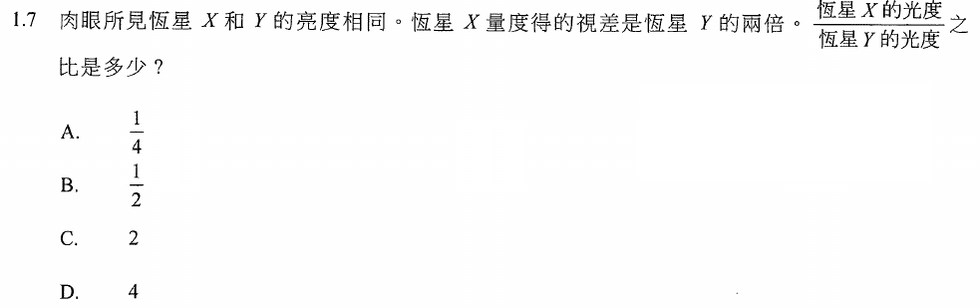 1.7 肉眼所見恆星 X 和 Y 的亮度相同。恆星 X 量度得的視差是恆星 Y 的兩倍。 恆星 X 的光度 / 恆星 Y 的光度 之
比是多少？
A. 1/4
B. 1/2
C. 2
D. 4